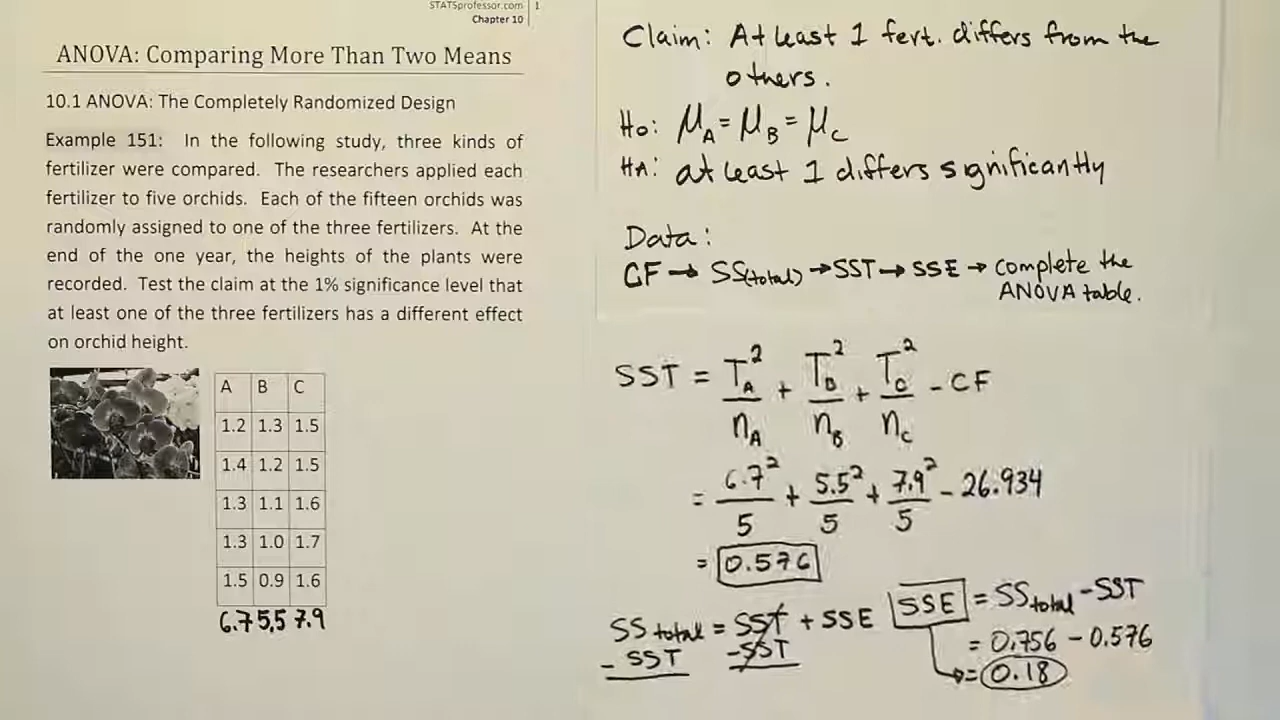 STATSprofessor.com | 1
Chapter 10
ANOVA: Comparing More Than Two Means
10.1 ANOVA: The Completely Randomized Design
Example 151: In the following study, three kinds of
fertilizer were compared. The researchers applied each
fertilizer to five orchids. Each of the fifteen orchids was
randomly assigned to one of the three fertilizers. At the
end of the one year, the heights of the plants were
recorded. Test the claim at the 1% significance level that
at least one of the three fertilizers has a different effect
on orchid height.
A B C
1.2 1.3 1.5
1.4 1.2 1.5
1.3 1.1 1.6
1.3 1.0 1.7
1.5 0.9 1.6
6.7 5.5 7.9
Claim: At least 1 fert. differs from the
others.
Ho: μA = μB = μC
HA: at least 1 differs significantly
Data:
CF → SS(total) → SST → SSE → complete the
ANOVA table.
SST = TA²/nA + TB²/nB + TC²/nC - CF
= 6.7²/5 + 5.5²/5 + 7.9²/5 - 26.934
= 0.576
SS total = SST + SSE
- SST - SST
SSE = SS total - SST
= 0.756 - 0.576
= 0.18